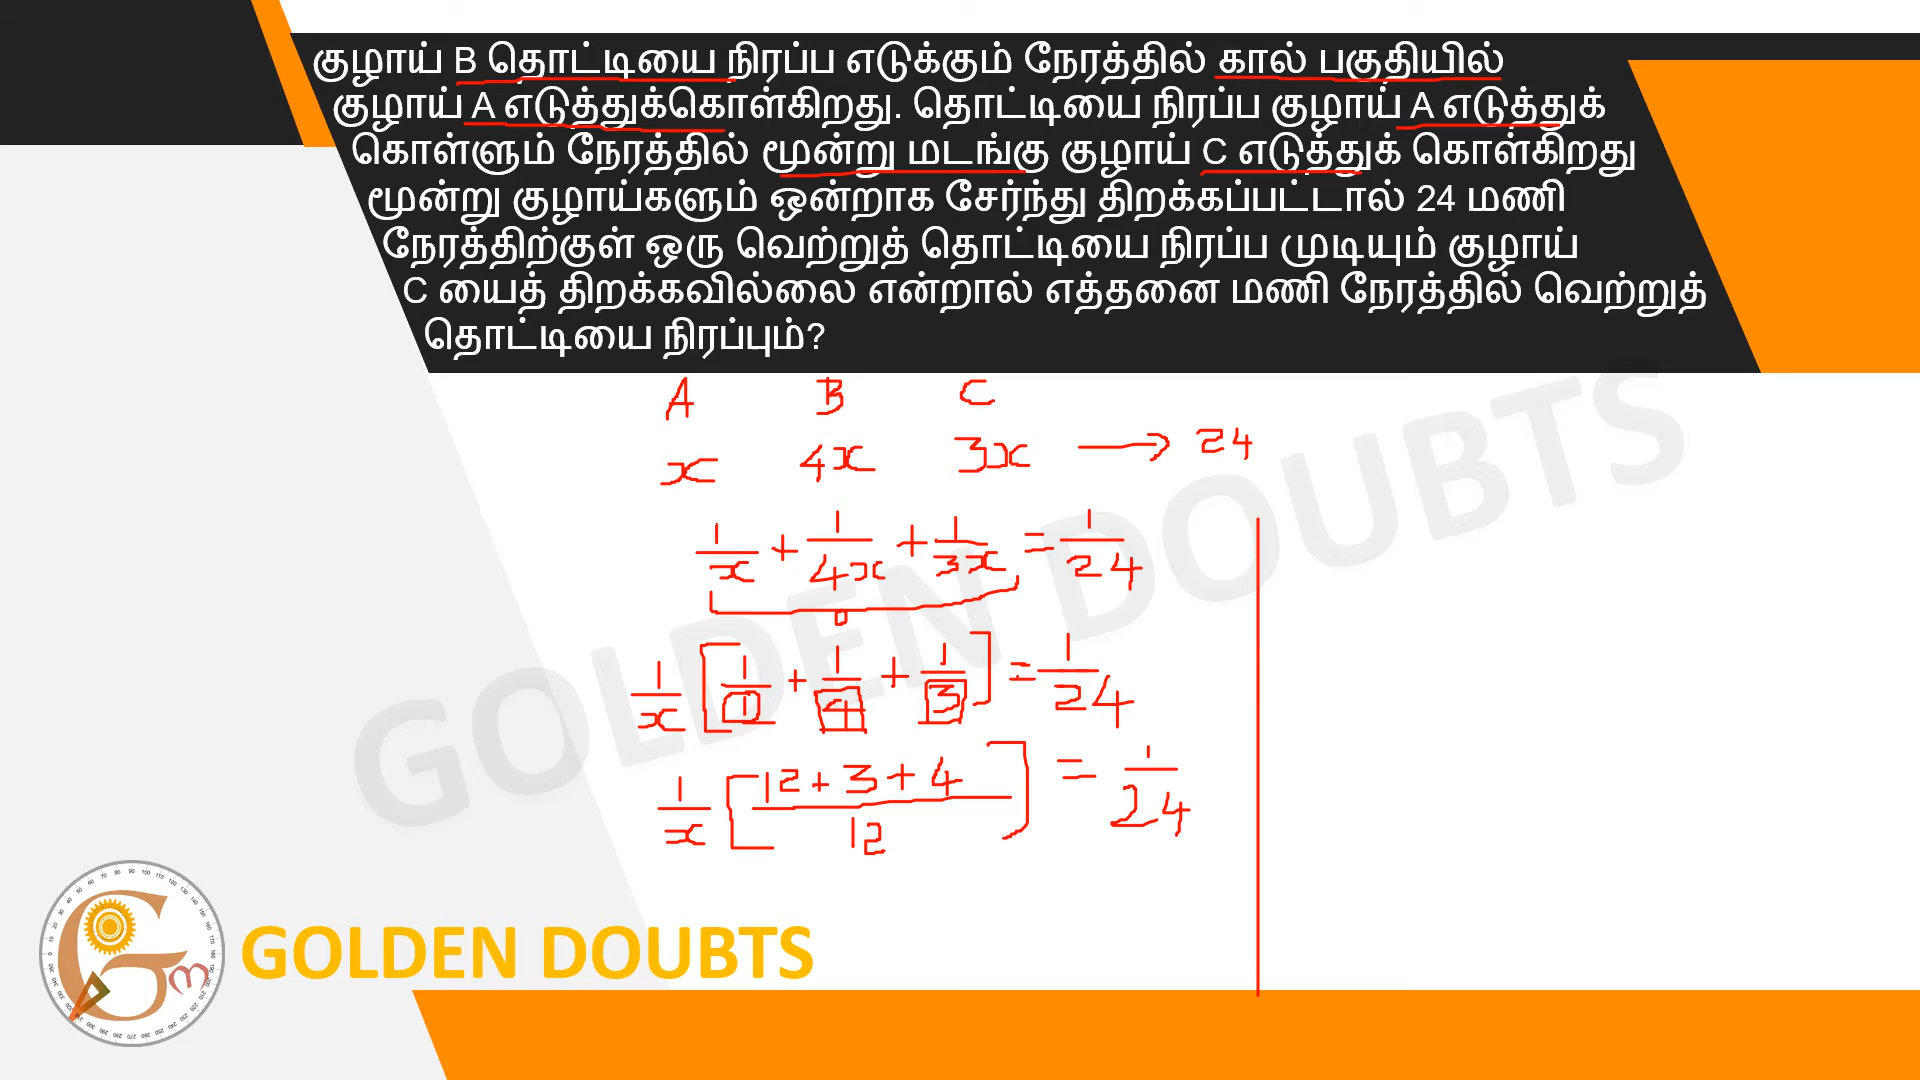 குழாய் B தொட்டியை நிரப்ப எடுக்கும் நேரத்தில் கால் பகுதியில்
குழாய் A எடுத்துக்கொள்கிறது. தொட்டியை நிரப்ப குழாய் A எடுத்துக்
கொள்ளும் நேரத்தில் மூன்று மடங்கு குழாய் C எடுத்துக் கொள்கிறது
மூன்று குழாய்களும் ஒன்றாக சேர்ந்து திறக்கப்பட்டால் 24 மணி
நேரத்திற்குள் ஒரு வெற்றுத் தொட்டியை நிரப்ப முடியும் குழாய்
C யைத் திறக்கவில்லை என்றால் எத்தனை மணி நேரத்தில் வெற்றுத்
தொட்டியை நிரப்பும்?
A B C
x 4x 3x → 24
1/x + 1/4x + 1/3x = 1/24
1/x [1/1 + 1/4 + 1/3] = 1/24
1/x [12+3+4/12] = 1/24
GOLDEN DOUBTS
GOLDEN DOUBTS